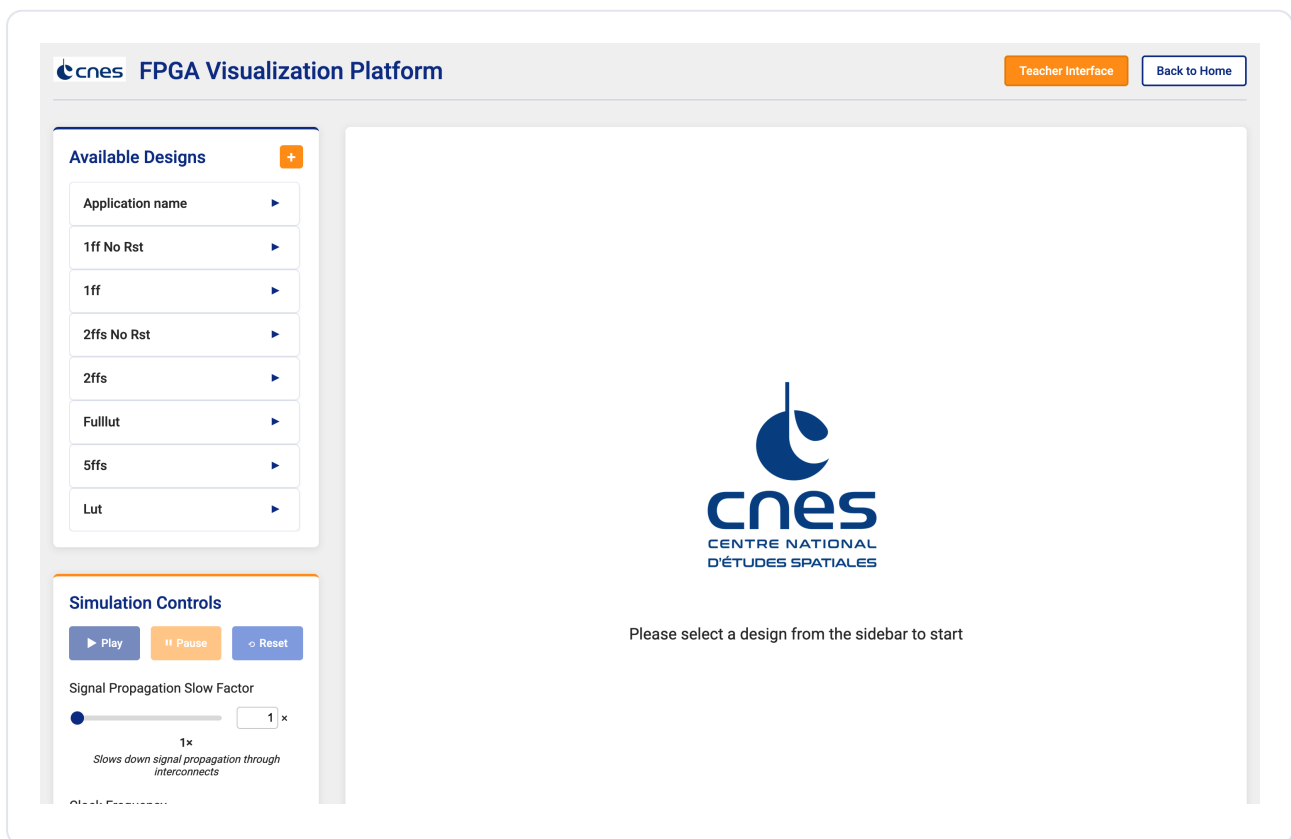 cnes FPGA Visualization Platform
Teacher Interface
Back to Home
Available Designs
+
Application name
1ff No Rst
1ff
2ffs No Rst
2ffs
Fulllut
5ffs
Lut
Simulation Controls
Play
Pause
Reset
Signal Propagation Slow Factor
1 ×
1×
Slows down signal propagation through
interconnects
Clock Frequency
cnes
CENTRE NATIONAL
D'ÉTUDES SPATIALES
Please select a design from the sidebar to start